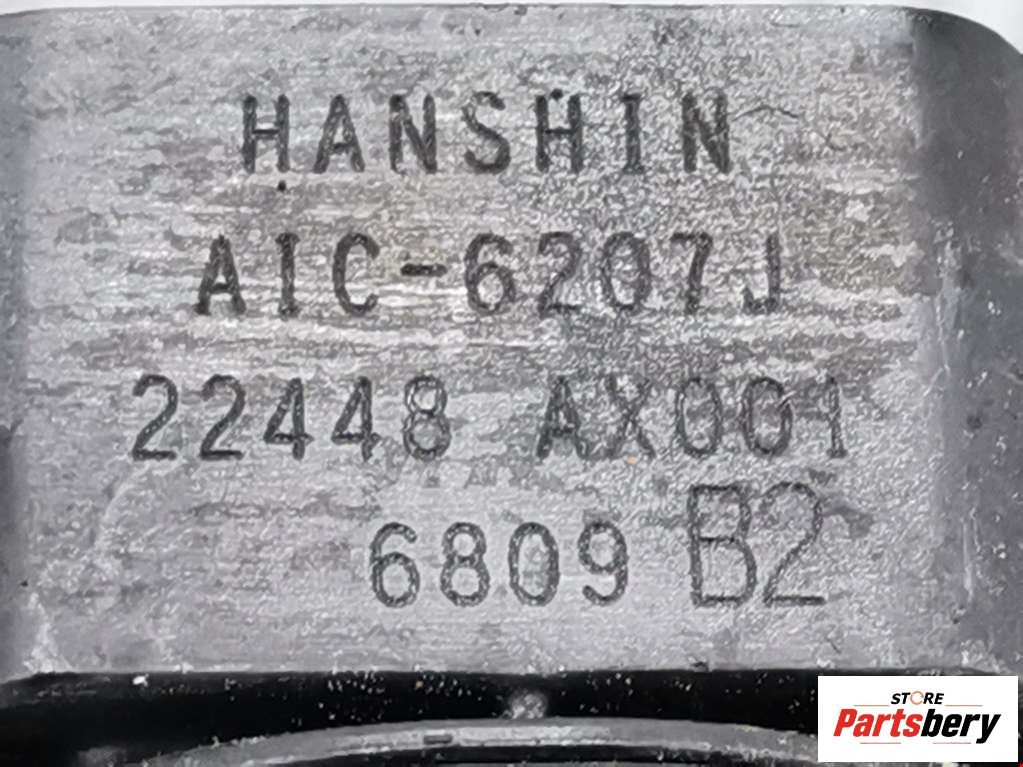 HANSHIN
AIC-6207J
22448 AX001
6809 B2
STORE
Partsbery